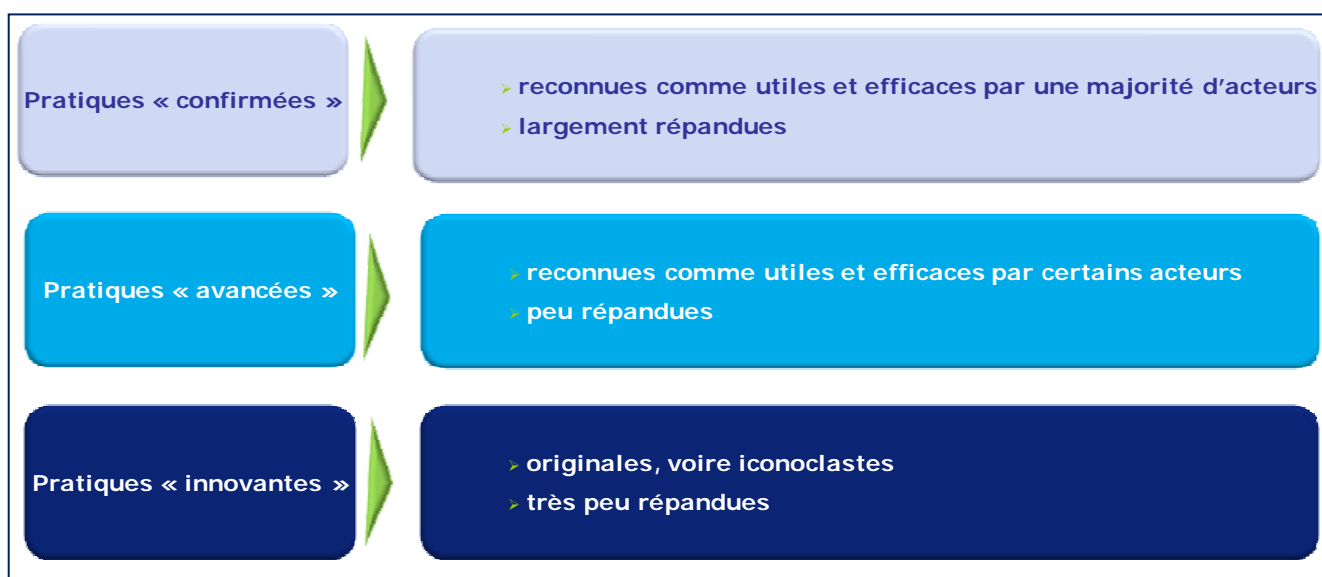 Pratiques « confirmées »
reconnues comme utiles et efficaces par une majorité d’acteurs
largement répandues
Pratiques « avancées »
reconnues comme utiles et efficaces par certains acteurs
peu répandues
Pratiques « innovantes »
originales, voire iconoclastes
très peu répandues